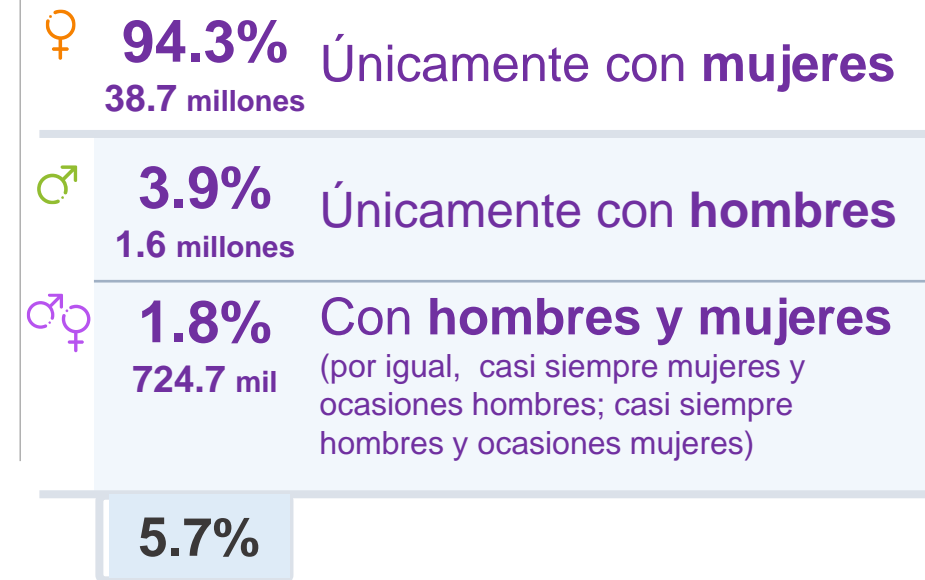 94.3%
38.7 millones
Únicamente con mujeres
3.9%
1.6 millones
Únicamente con hombres
1.8%
724.7 mil
Con hombres y mujeres
(por igual, casi siempre mujeres y
ocasiones hombres; casi siempre
hombres y ocasiones mujeres)
5.7%